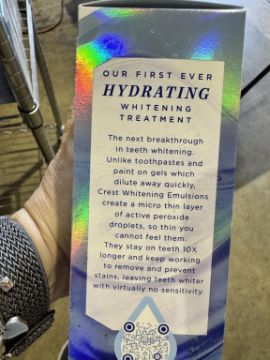 OUR FIRST EVER
HYDRATING
WHITENING
TREATMENT
The next breakthrough
in teeth whitening.
Unlike toothpastes and
paint on gels which
dilute away quickly,
Crest Whitening Emulsions
create a micro thin layer
of active peroxide
droplets, so thin you
cannot feel them.
They stay on teeth 10X
longer and keep working
to remove and prevent
stains, leaving teeth whiter
with virtually no sensitivity.